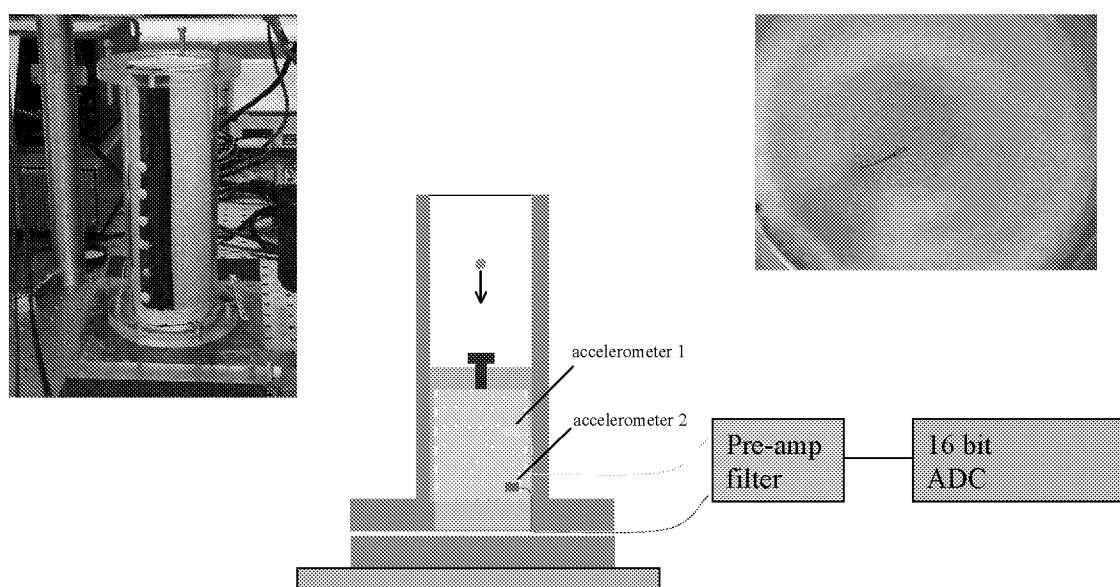 accelerometer 1
accelerometer 2
Pre-amp
filter
16 bit
ADC